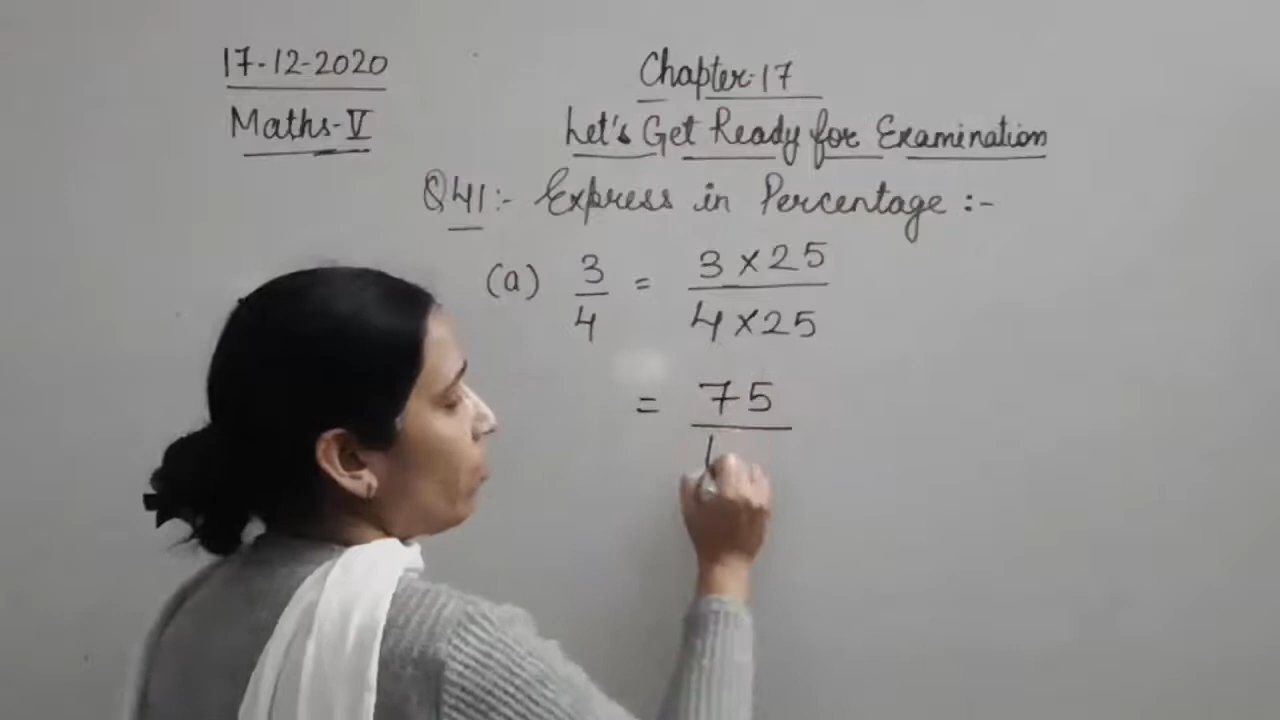 17-12-2020
Maths-V
Chapter-17
Let's Get Ready for Examination
Q41:- Express in Percentage :-
(a) 3/4 = 3×25/4×25
= 75/1